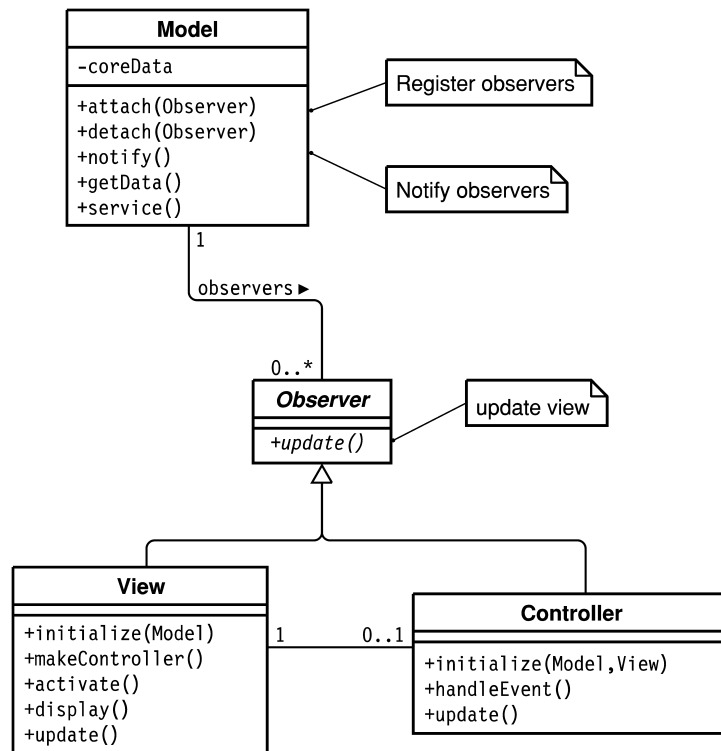 Model
-coreData
+attach(Observer)
+detach(Observer)
+notify()
+getData()
+service()
Register observers
Notify observers
1
observers ►
0..*
Observer
+update()
update view
View
+initialize(Model)
+makeController()
+activate()
+display()
+update()
1
0..1
Controller
+initialize(Model,View)
+handleEvent()
+update()